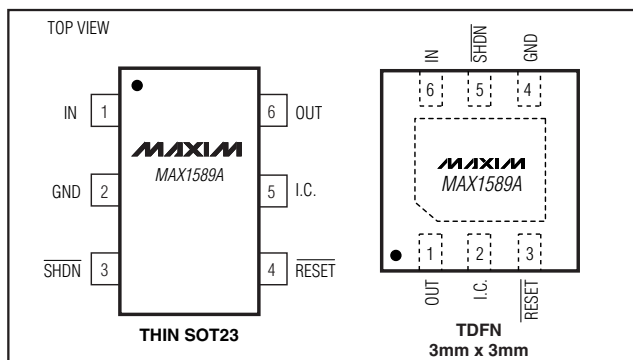 TOP VIEW
IN 1
6 OUT
MAXIM
MAX1589A
GND 2
5 I.C.
SHDN 3
4 RESET
THIN SOT23
IN
SHDN
GND
6 5 4
MAXIM
MAX1589A
1 2 3
OUT
I.C.
RESET
TDFN
3mm x 3mm